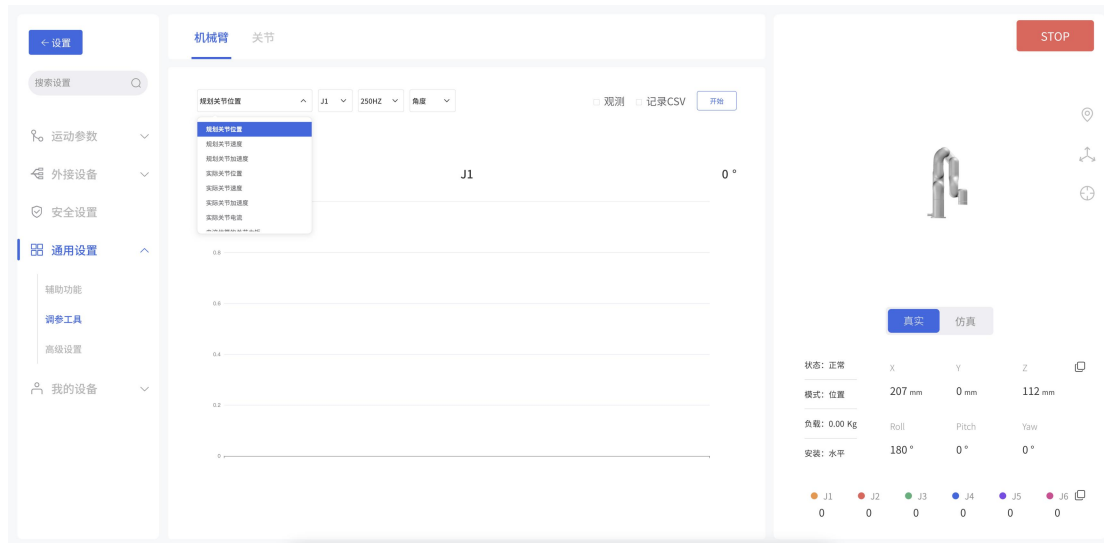 ← 设置
搜索设置
运动参数
外接设备
安全设置
通用设置
辅助功能
调参工具
高级设置
我的设备
机械臂 关节
规划关节位置 J1 250HZ 角度 观测 记录CSV 开始
规划关节位置
规划关节速度
规划关节加速度
实际关节位置
实际关节速度
实际关节加速度
实际关节电流
J1 0 °
0.8
0.6
0.4
0.2
0
STOP
真实 仿真
状态：正常 X Y Z
模式：位置 207 mm 0 mm 112 mm
负载：0.00 Kg Roll Pitch Yaw
安装：水平 180 ° 0 ° 0 °
J1 J2 J3 J4 J5 J6
0 0 0 0 0 0